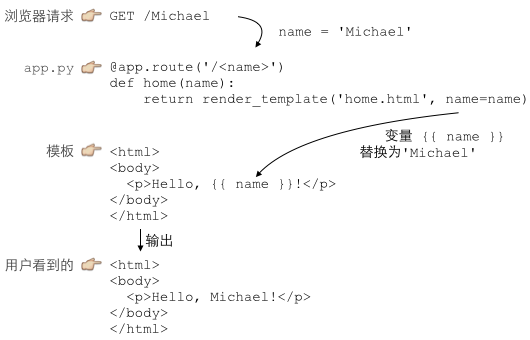 浏览器请求 GET /Michael
name = 'Michael'
app.py @app.route('/<name>')
def home(name):
return render_template('home.html', name=name)
变量 {{ name }}
替换为'Michael'
模板 <html>
<body>
<p>Hello, {{ name }}!</p>
</body>
</html>
输出
用户看到的 <html>
<body>
<p>Hello, Michael!</p>
</body>
</html>